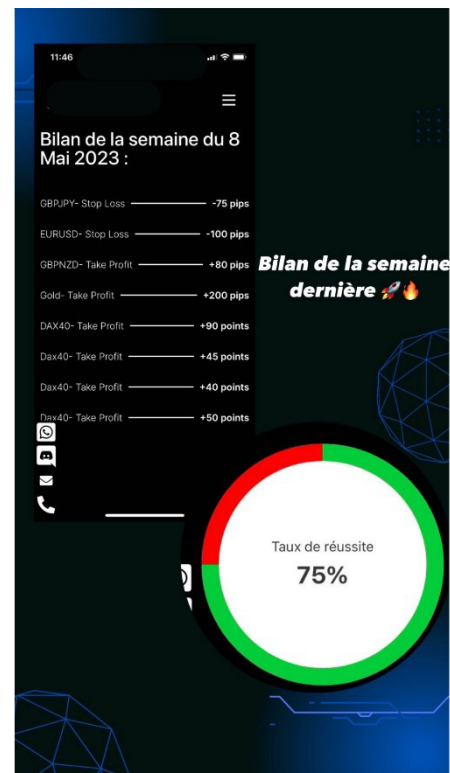 11:46
Bilan de la semaine du 8
Mai 2023 :
GBPJPY- Stop Loss -75 pips
EURUSD- Stop Loss -100 pips
GBPNZD- Take Profit +80 pips
Gold- Take Profit +200 pips
DAX40- Take Profit +90 points
Dax40- Take Profit +45 points
Dax40- Take Profit +40 points
Dax40- Take Profit +50 points
Bilan de la semaine
dernière 🚀🔥
Taux de réussite
75%